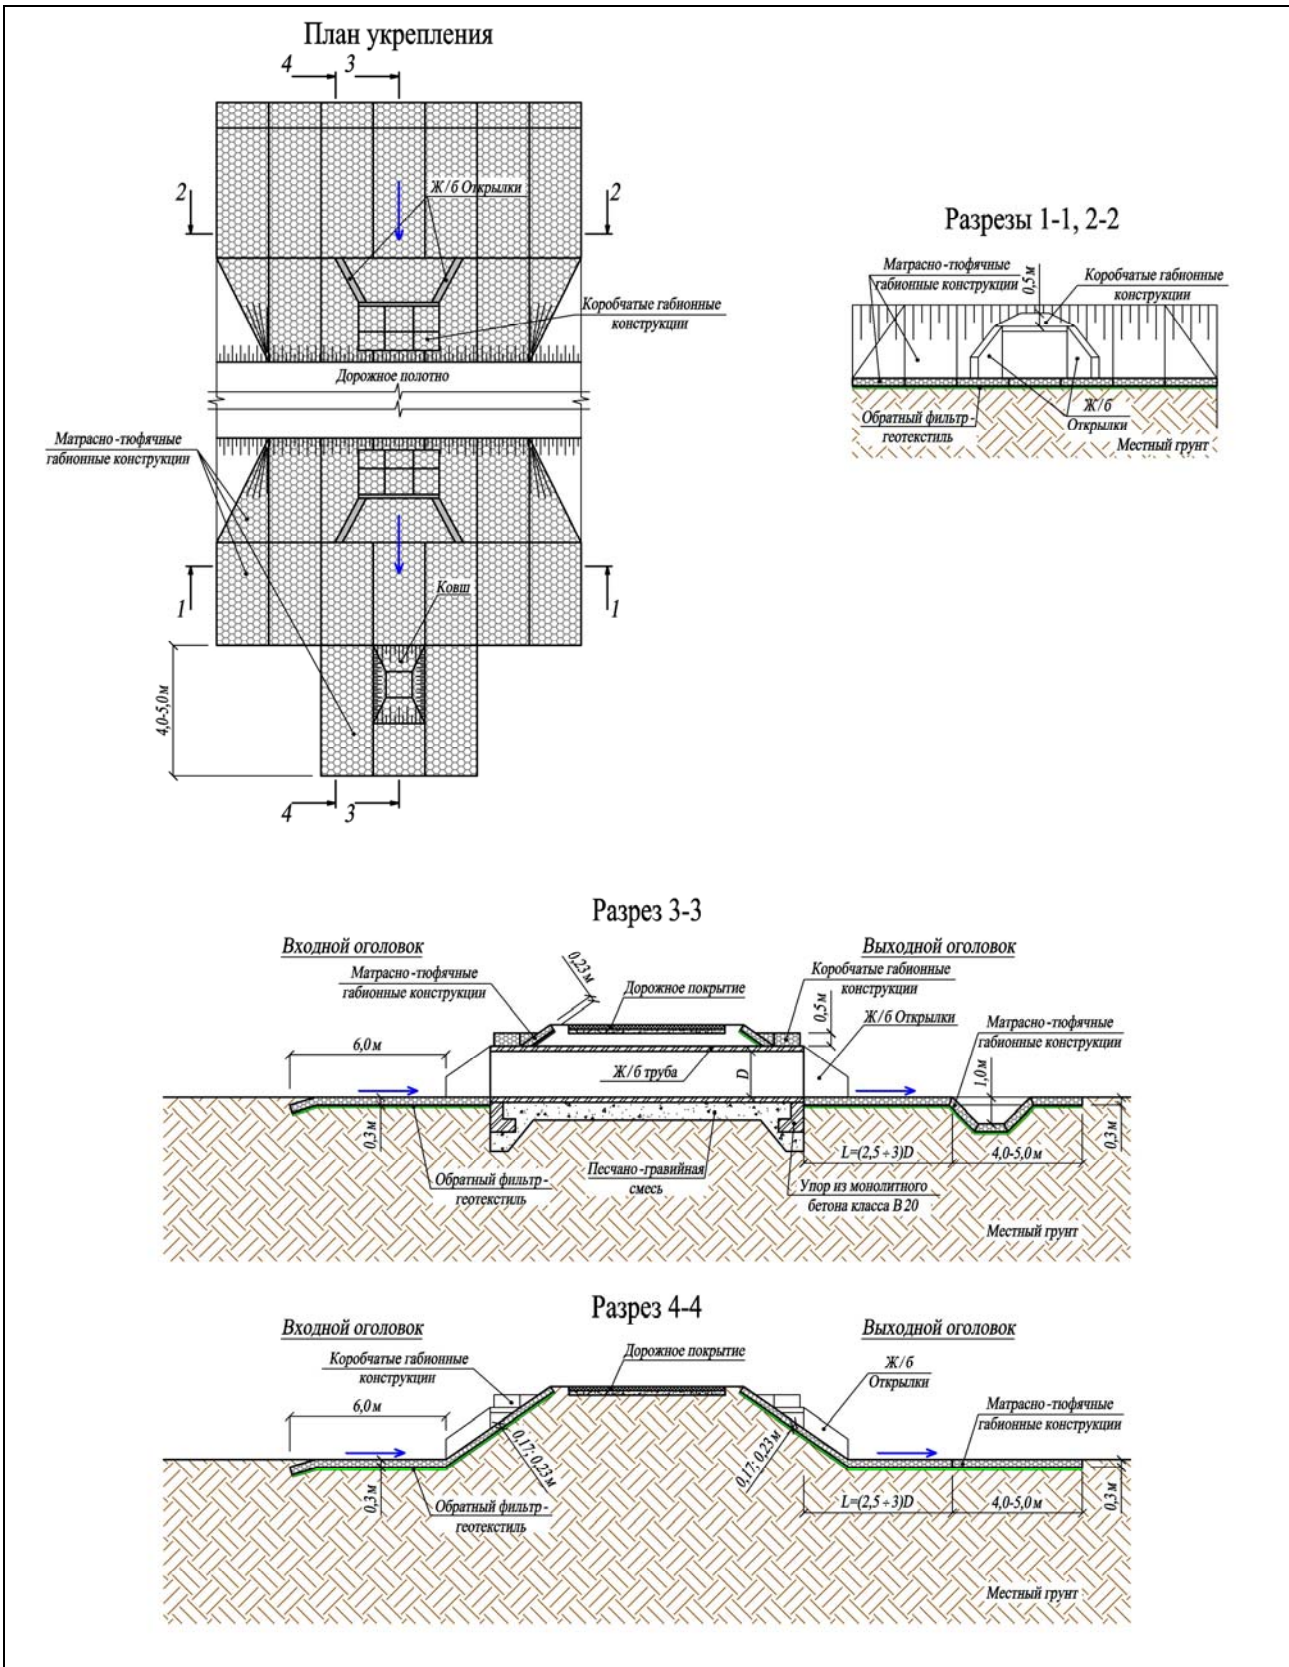 План укрепления
4
3
2
2
Ж/б Открылки
Коробчатые габионные
конструкции
Дорожное полотно
Матрасно-тюфячные
габионные конструкции
1
1
Ковш
4,0-5,0м
4
3
Разрезы 1-1, 2-2
Матрасно-тюфячные
габионные конструкции
0,5м
Коробчатые габионные
конструкции
Обратный фильтр-
геотекстиль
Ж/б
Открылки
Местный грунт
Разрез 3-3
Входной оголовок
Выходной оголовок
Матрасно-тюфячные
габионные конструкции
0,23м
Дорожное покрытие
Коробчатые габионные
конструкции
0,5м
Ж/б Открылки
Матрасно-тюфячные
габионные конструкции
6,0м
Ж/б труба
D
1,0м
0,3м
0,3м
Обратный фильтр-
геотекстиль
Песчано-гравийная
смесь
L=(2,5÷3)D
4,0-5,0м
Упор из монолитного
бетона класса В20
Местный грунт
Разрез 4-4
Входной оголовок
Выходной оголовок
Коробчатые габионные
конструкции
Дорожное покрытие
Ж/б
Открылки
6,0м
Матрасно-тюфячные
габионные конструкции
0,17; 0,23м
0,17; 0,23м
0,3м
0,3м
Обратный фильтр-
геотекстиль
L=(2,5÷3)D
4,0-5,0м
Местный грунт